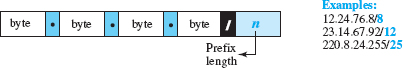 byte • byte • byte • byte / n
Prefix
length
Examples:
12.24.76.8/8
23.14.67.92/12
220.8.24.255/25